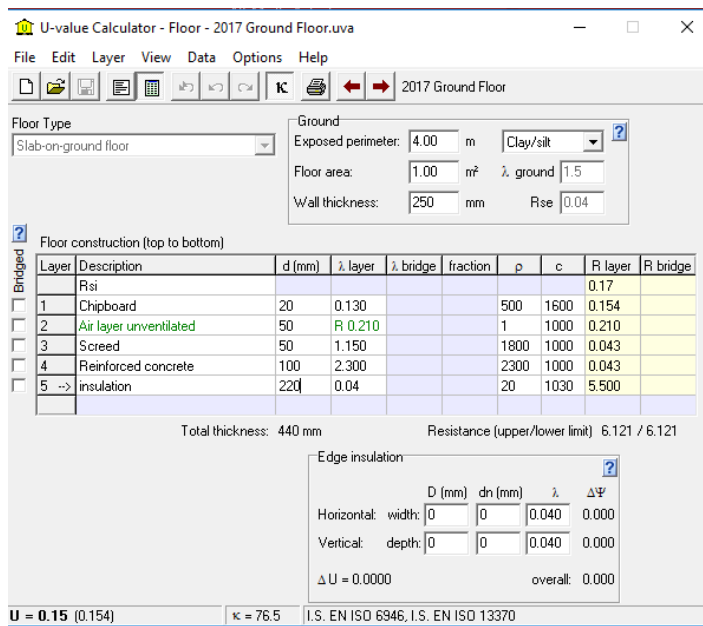 U-value Calculator - Floor - 2017 Ground Floor.uva
File Edit Layer View Data Options Help
κ 2017 Ground Floor
Floor Type
Slab-on-ground floor
Ground
Exposed perimeter: 4.00 m Clay/silt ?
Floor area: 1.00 m² λ ground 1.5
Wall thickness: 250 mm Rse 0.04
?
Bridged
Floor construction (top to bottom)
Layer Description d (mm) λ layer λ bridge fraction ρ c R layer R bridge
Rsi 0.17
1 Chipboard 20 0.130 500 1600 0.154
2 Air layer unventilated 50 R 0.210 1 1000 0.210
3 Screed 50 1.150 1800 1000 0.043
4 Reinforced concrete 100 2.300 2300 1000 0.043
5 --> insulation 220 0.04 20 1030 5.500
Total thickness: 440 mm Resistance (upper/lower limit) 6.121 / 6.121
Edge insulation ?
D (mm) dn (mm) λ ΔΨ
Horizontal: width: 0 0 0.040 0.000
Vertical: depth: 0 0 0.040 0.000
Δ U = 0.0000 overall: 0.000
U = 0.15 (0.154) κ = 76.5 I.S. EN ISO 6946, I.S. EN ISO 13370